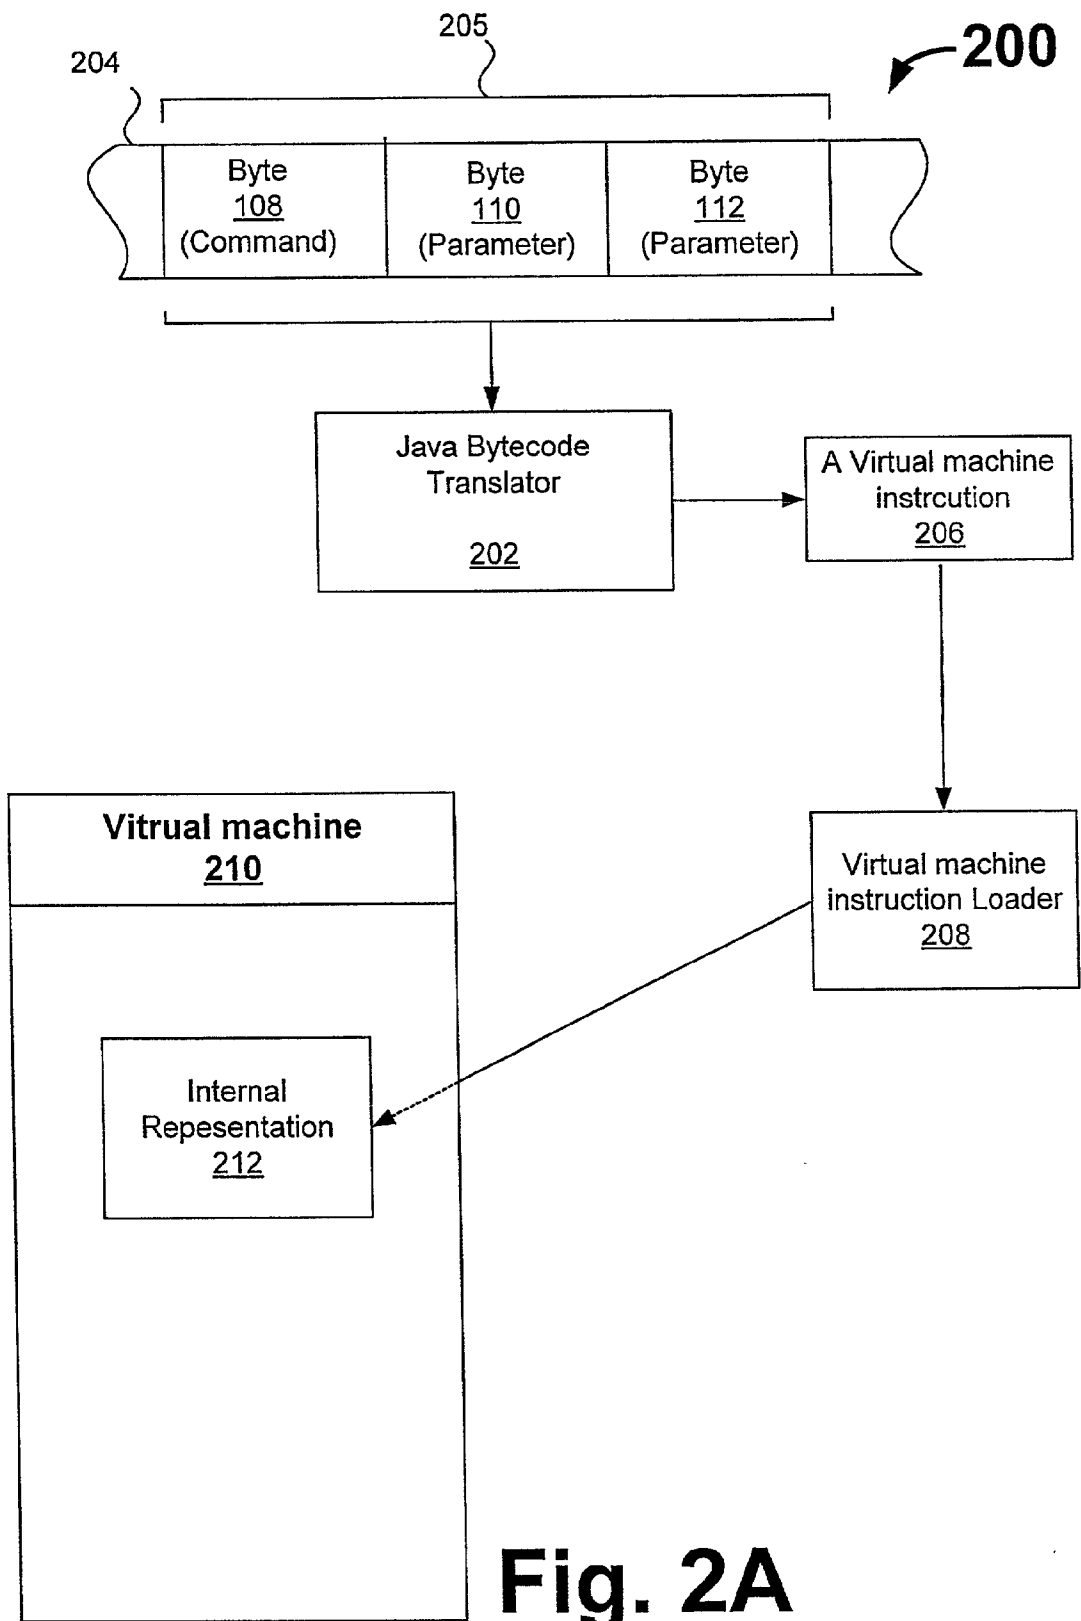 205
200
204
Byte
108
(Command)
Byte
110
(Parameter)
Byte
112
(Parameter)
Java Bytecode
Translator
202
A Virtual machine
instrcution
206
Vitrual machine
210
Virtual machine
instruction Loader
208
Internal
Repesentation
212
Fig. 2A